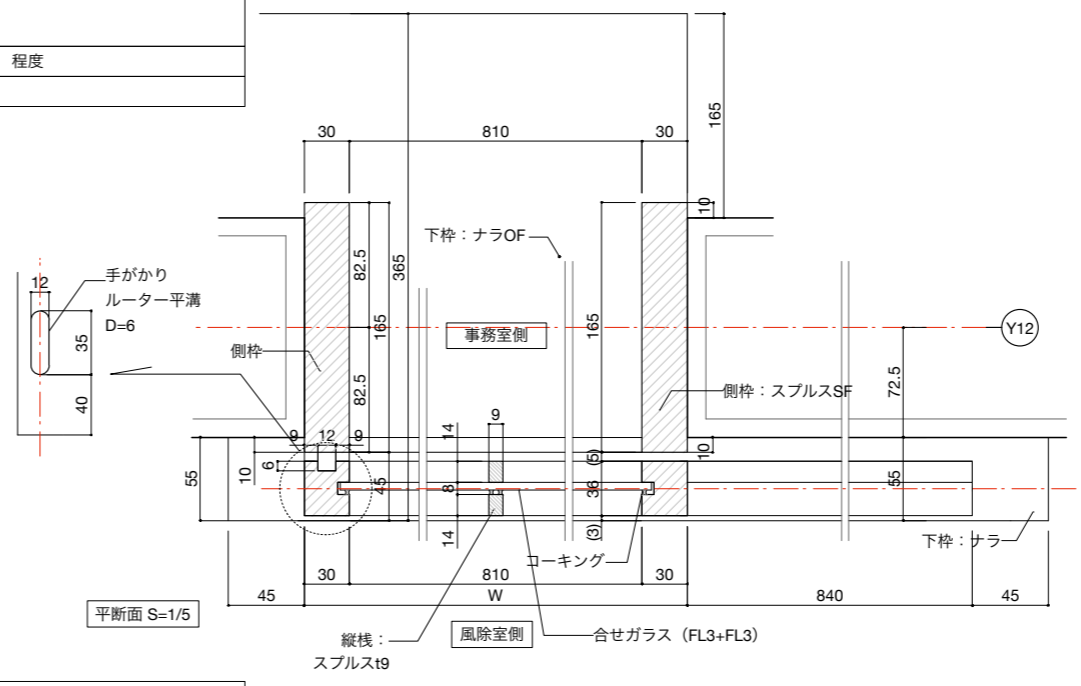 程度
30
810
30
165
10
下枠：ナラOF
82.5
365
手がかり
ルーター平溝
D=6
12
35
40
165
165
事務室側
Y12
側枠
82.5
側枠：スプルスSF
72.5
9
9
12
9
14
10
6
55
10
45
8
(5)
36
55
14
(3)
コーキング
下枠：ナラ
30
810
30
45
W
840
45
平断面 S=1/5
縦桟：
スプルスt9
風除室側
合せガラス（FL3+FL3）